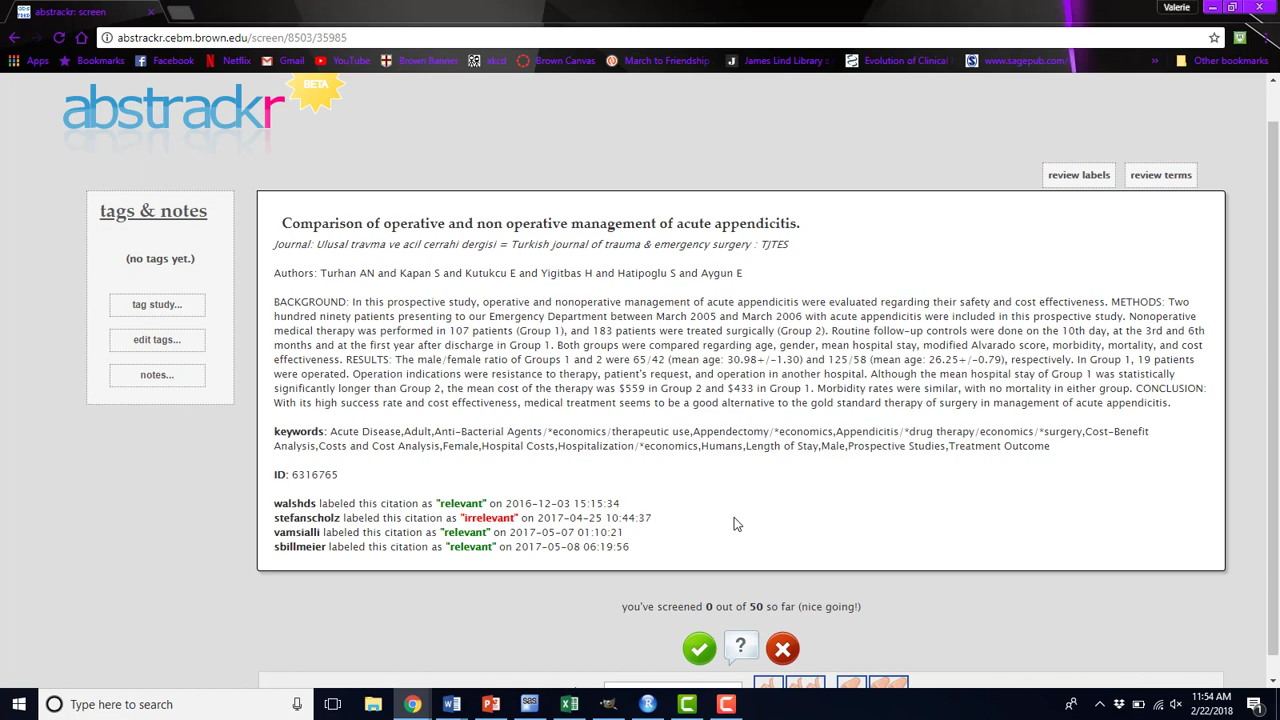 abstrackr: screen
Valerie
abstrackr.cebm.brown.edu/screen/8503/35985
Apps Bookmarks Facebook Netflix Gmail YouTube Brown Banner xkcd Brown Canvas March to Friendship James Lind Library Evolution of Clinical www.sagepub.com/ » Other bookmarks
BETA
abstrackr
review labels review terms
tags & notes
(no tags yet.)
tag study...
edit tags...
notes...
Comparison of operative and non operative management of acute appendicitis.
Journal: Ulusal travma ve acil cerrahi dergisi = Turkish journal of trauma & emergency surgery : TJTES
Authors: Turhan AN and Kapan S and Kutukcu E and Yigitbas H and Hatipoglu S and Aygun E
BACKGROUND: In this prospective study, operative and nonoperative management of acute appendicitis were evaluated regarding their safety and cost effectiveness. METHODS: Two
hundred ninety patients presenting to our Emergency Department between March 2005 and March 2006 with acute appendicitis were included in this prospective study. Nonoperative
medical therapy was performed in 107 patients (Group 1), and 183 patients were treated surgically (Group 2). Routine follow-up controls were done on the 10th day, at the 3rd and 6th
months and at the first year after discharge in Group 1. Both groups were compared regarding age, gender, mean hospital stay, modified Alvarado score, morbidity, mortality, and cost
effectiveness. RESULTS: The male/female ratio of Groups 1 and 2 were 65/42 (mean age: 30.98+/-1.30) and 125/58 (mean age: 26.25+/-0.79), respectively. In Group 1, 19 patients
were operated. Operation indications were resistance to therapy, patient's request, and operation in another hospital. Although the mean hospital stay of Group 1 was statistically
significantly longer than Group 2, the mean cost of the therapy was $559 in Group 2 and $433 in Group 1. Morbidity rates were similar, with no mortality in either group. CONCLUSION:
With its high success rate and cost effectiveness, medical treatment seems to be a good alternative to the gold standard therapy of surgery in management of acute appendicitis.
keywords: Acute Disease,Adult,Anti-Bacterial Agents/*economics/therapeutic use,Appendectomy/*economics,Appendicitis/*drug therapy/economics/*surgery,Cost-Benefit
Analysis,Costs and Cost Analysis,Female,Hospital Costs,Hospitalization/*economics,Humans,Length of Stay,Male,Prospective Studies,Treatment Outcome
ID: 6316765
walshds labeled this citation as "relevant" on 2016-12-03 15:15:34
stefanscholz labeled this citation as "irrelevant" on 2017-04-25 10:44:37
vamsialli labeled this citation as "relevant" on 2017-05-07 01:10:21
sbillmeier labeled this citation as "relevant" on 2017-05-08 06:19:56
you've screened 0 out of 50 so far (nice going!)
?
Type here to search
11:54 AM
2/22/2018